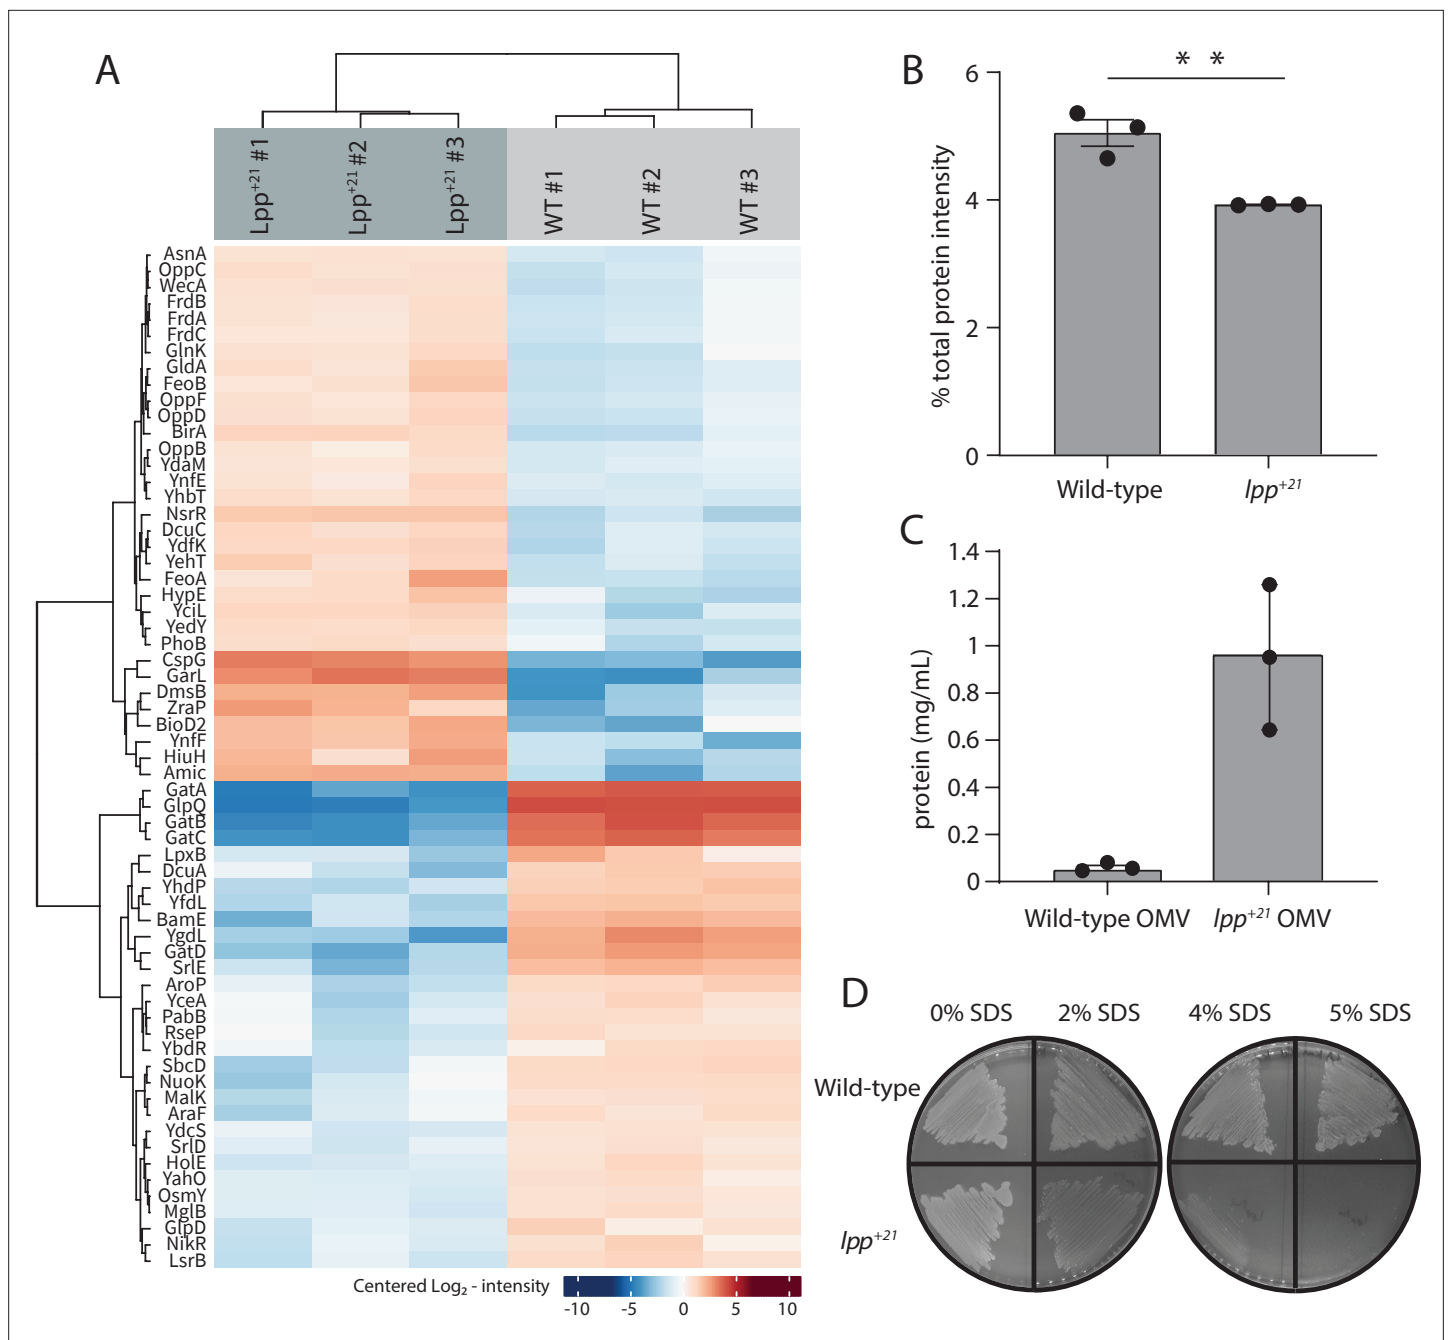 A
Lpp+21 #1
Lpp+21 #2
Lpp+21 #3
WT #1
WT #2
WT #3
AsnA
OppC
WecA
FrdB
FrdA
FrdC
GlnK
GldA
FeoB
OppF
OppD
BirA
OppB
YdaM
YnfE
YhbT
NsrR
DcuC
YdfK
YehT
FeoA
HypE
YciL
YedY
PhoB
CspG
GarL
DmsB
ZraP
BioD2
YnfF
HiuH
Amic
GatA
GlpQ
GatB
GatC
LpxB
DcuA
YhdP
YfdL
BamE
YgdL
GatD
SrlE
AroP
YceA
PabB
RseP
YbdR
SbcD
NuoK
MalK
AraF
YdcS
SrlD
HolE
YahO
OsmY
MglB
GlpD
NikR
LsrB
Centered Log₂ - intensity
-10 -5 0 5 10
B
* *
% total protein intensity
6
4
2
0
Wild-type lpp+21
C
protein (mg/mL)
1.4
1.2
1
0.8
0.6
0.4
0.2
0
Wild-type OMV lpp+21 OMV
D
0% SDS 2% SDS 4% SDS 5% SDS
Wild-type
lpp+21